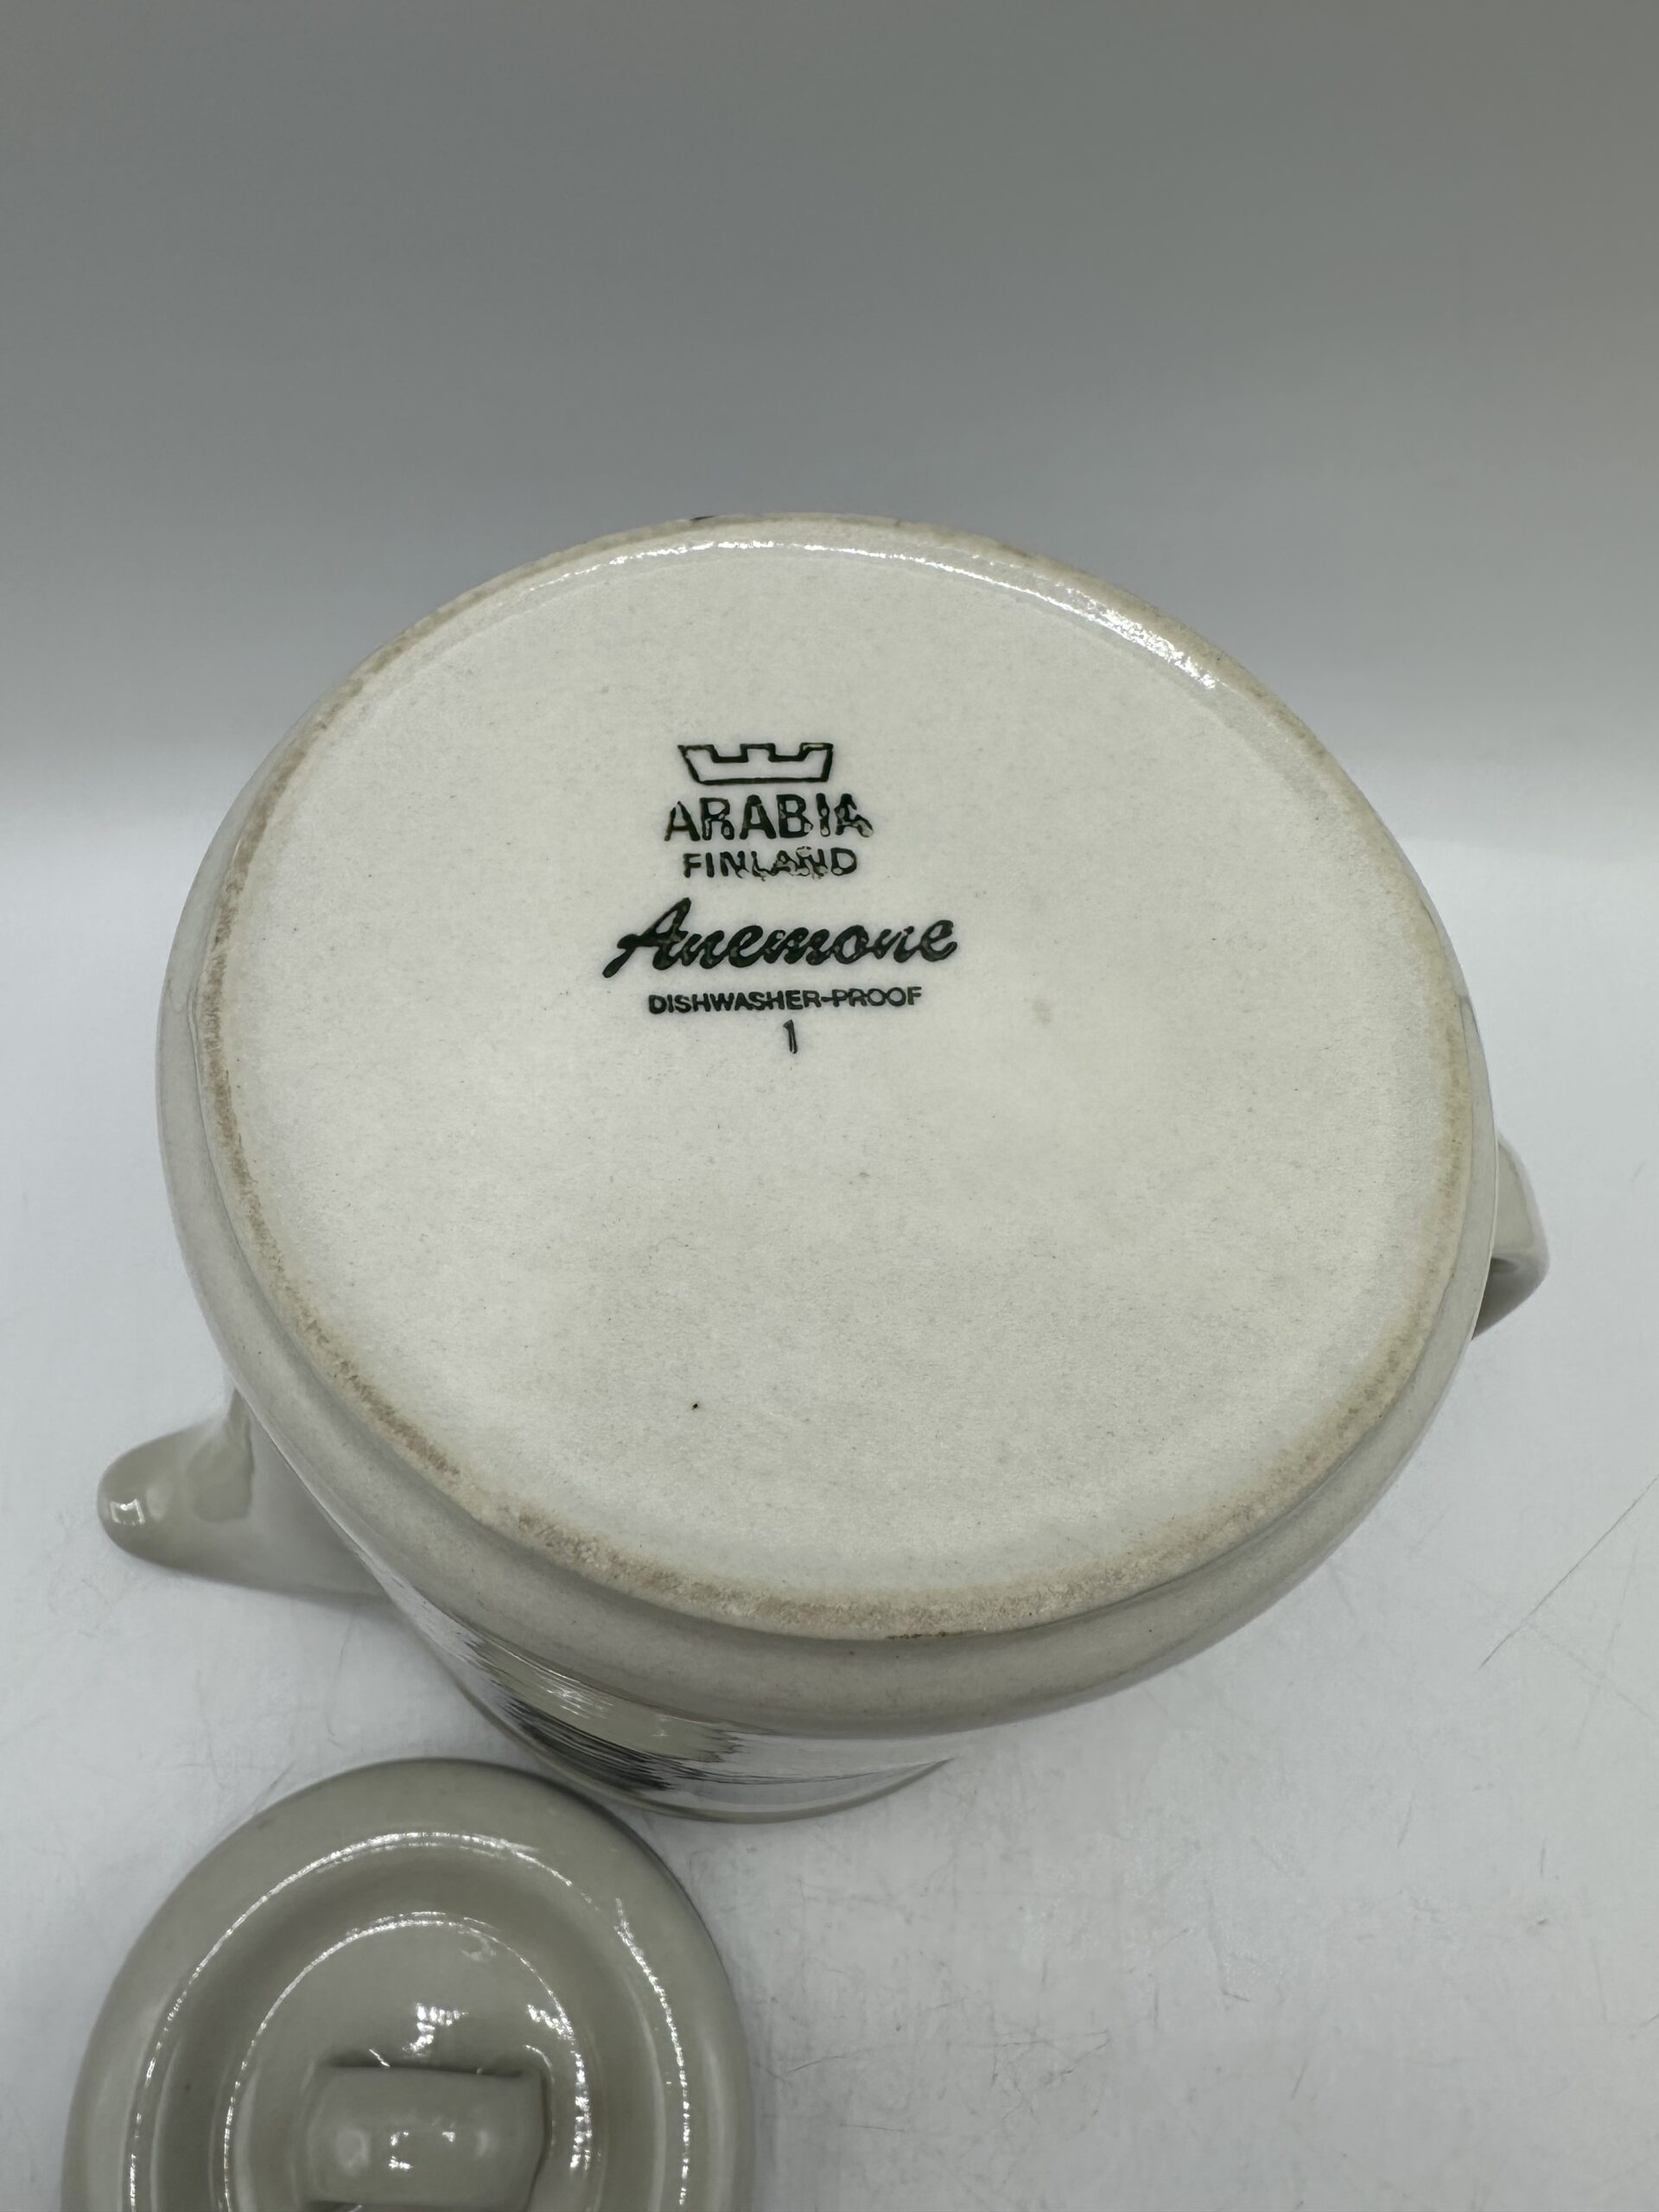 ARABIA
FINLAND
Anemone
DISHWASHER-PROOF
1